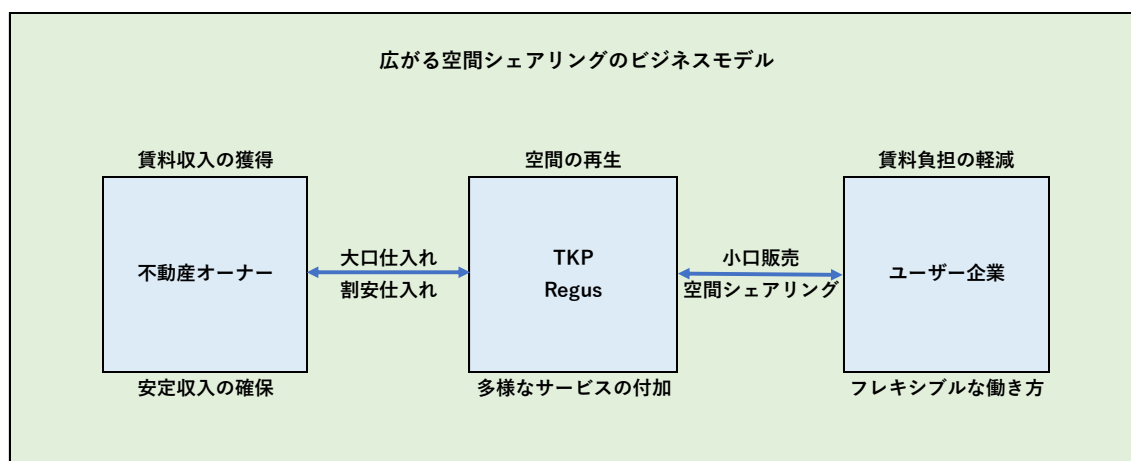 広がる空間シェアリングのビジネスモデル
賃料収入の獲得
空間の再生
賃料負担の軽減
不動産オーナー
大口仕入れ
割安仕入れ
TKP
Regus
小口販売
空間シェアリング
ユーザー企業
安定収入の確保
多様なサービスの付加
フレキシブルな働き方